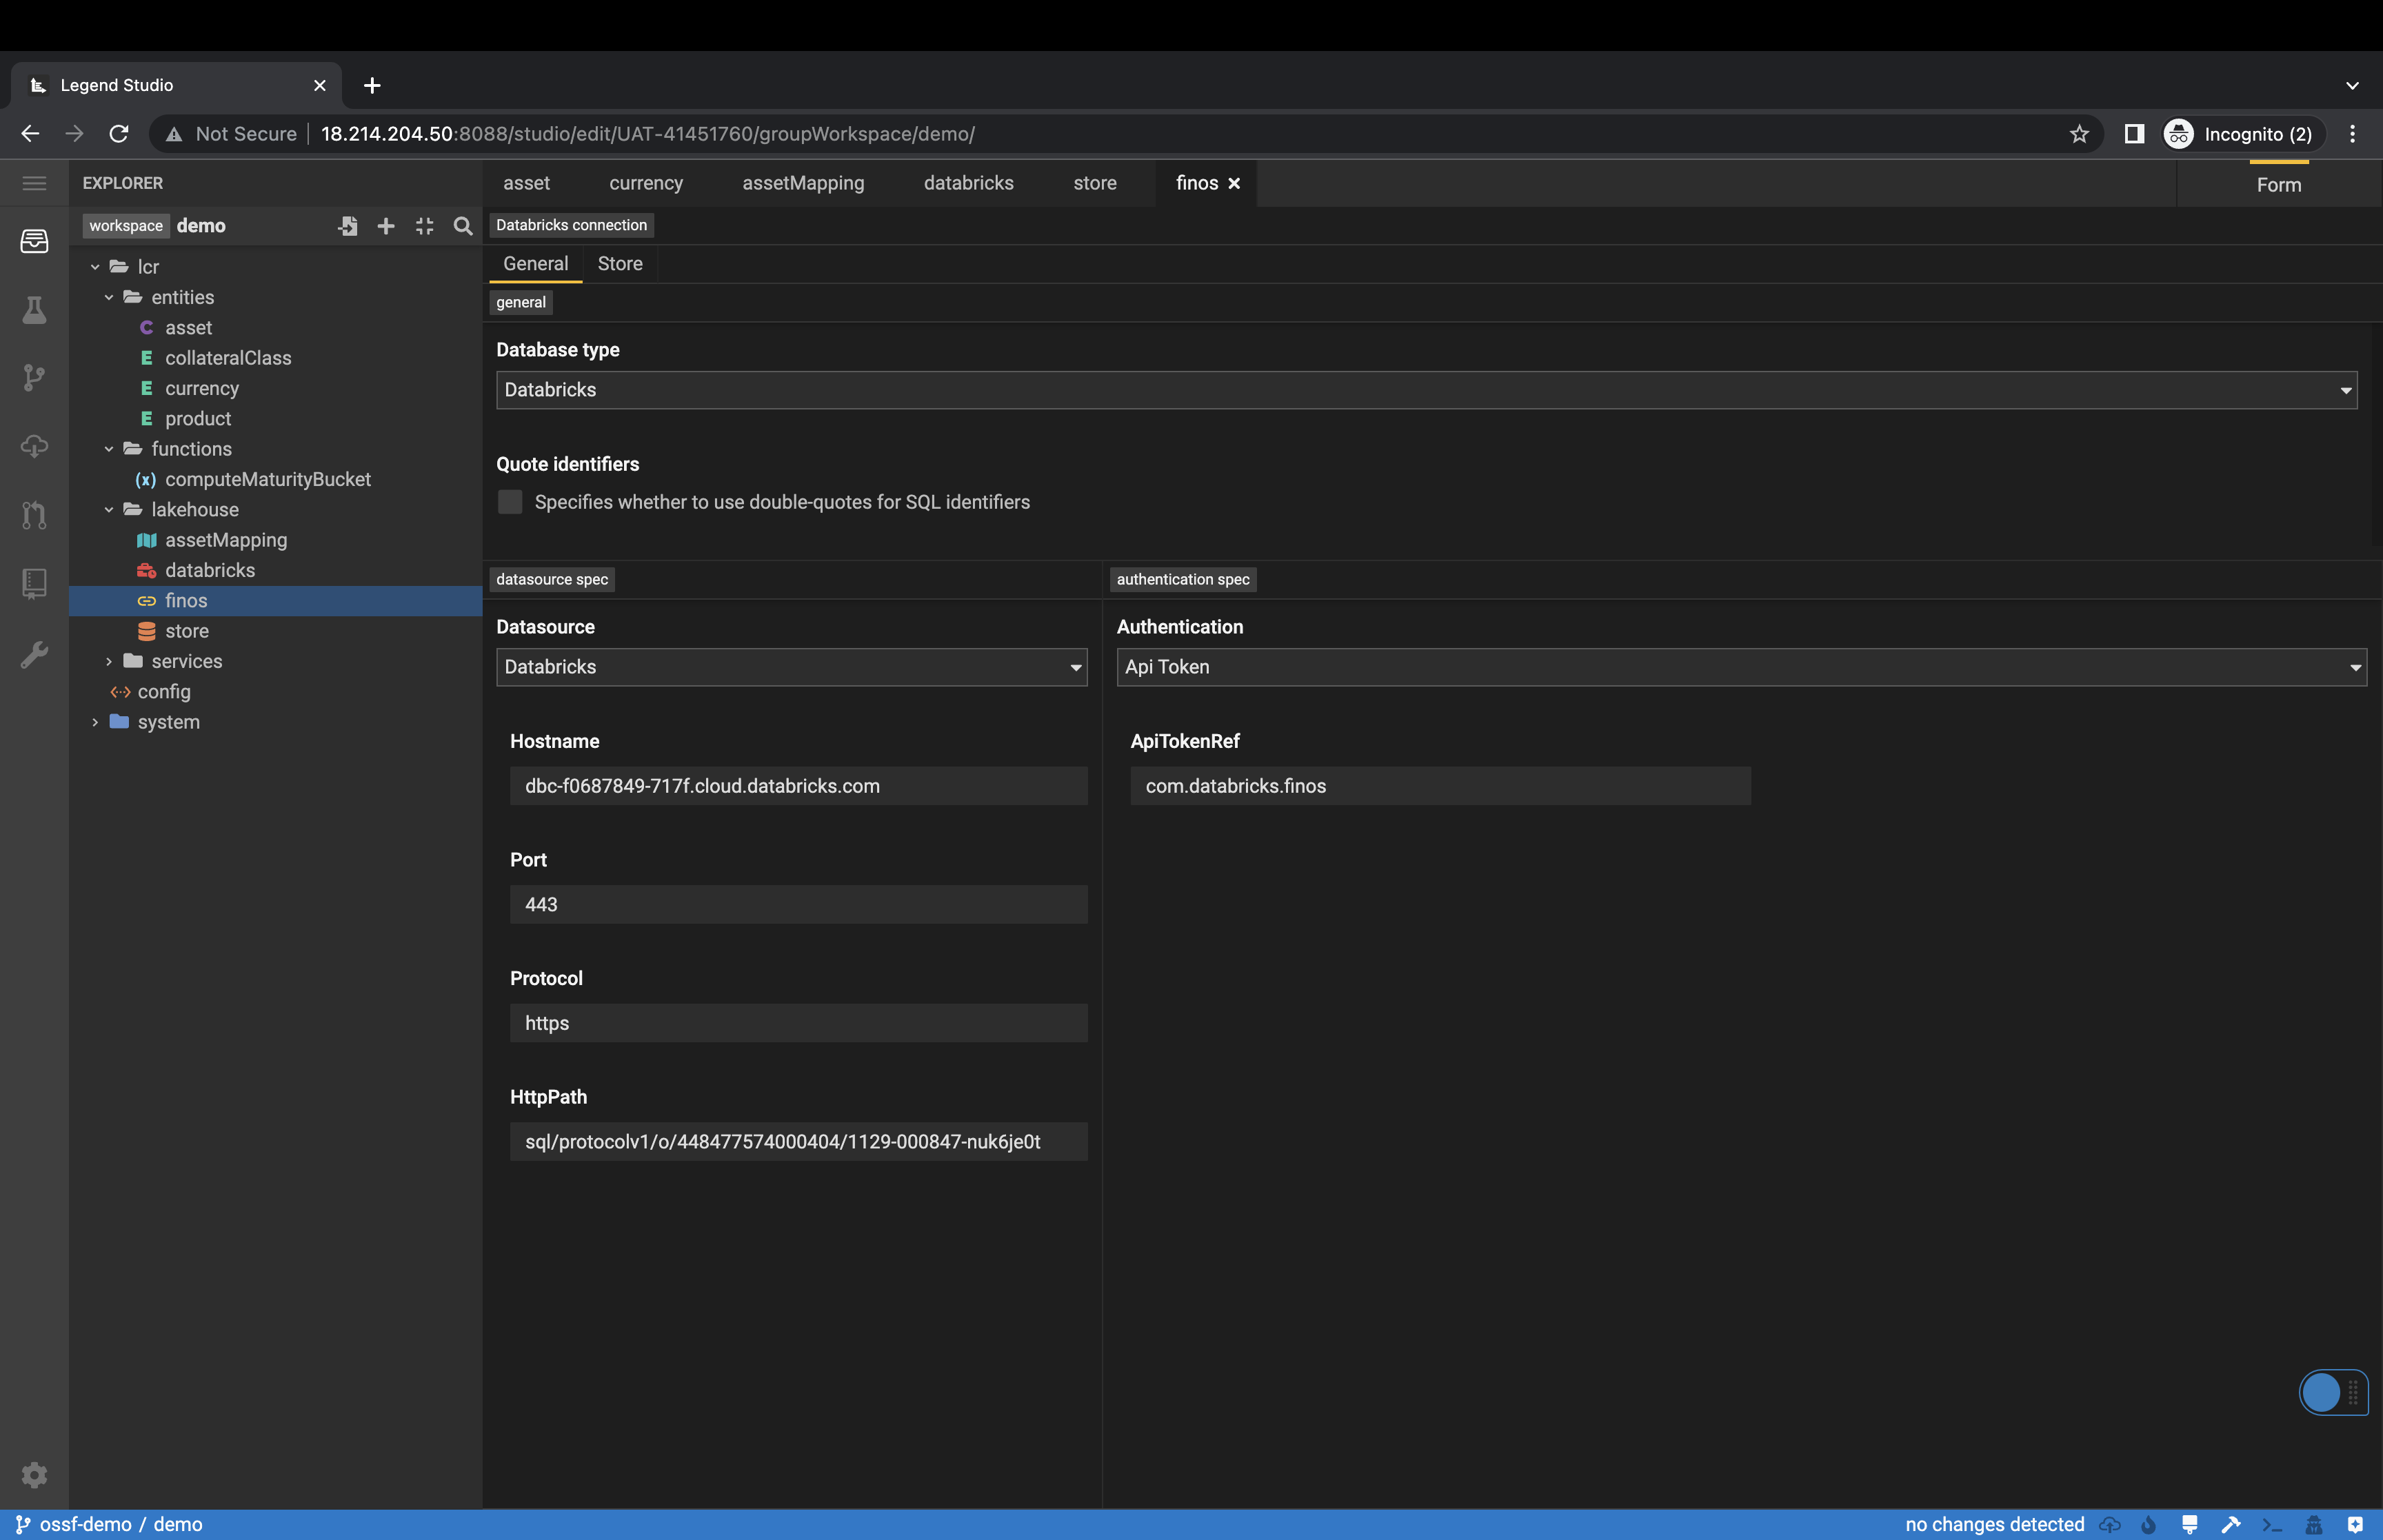 Legend Studio
Not Secure 18.214.204.50:8088/studio/edit/UAT-41451760/groupWorkspace/demo/ Incognito (2)
EXPLORER
workspace demo
lcr
entities
C asset
E collateralClass
E currency
E product
functions
(x) computeMaturityBucket
lakehouse
assetMapping
databricks
finos
store
services
config
system
asset currency assetMapping databricks store finos Form
Databricks connection
General Store
general
Database type
Databricks
Quote identifiers
Specifies whether to use double-quotes for SQL identifiers
datasource spec
Datasource
Databricks
Hostname
dbc-f0687849-717f.cloud.databricks.com
Port
443
Protocol
https
HttpPath
sql/protocolv1/o/448477574000404/1129-000847-nuk6je0t
authentication spec
Authentication
Api Token
ApiTokenRef
com.databricks.finos
ossf-demo / demo no changes detected